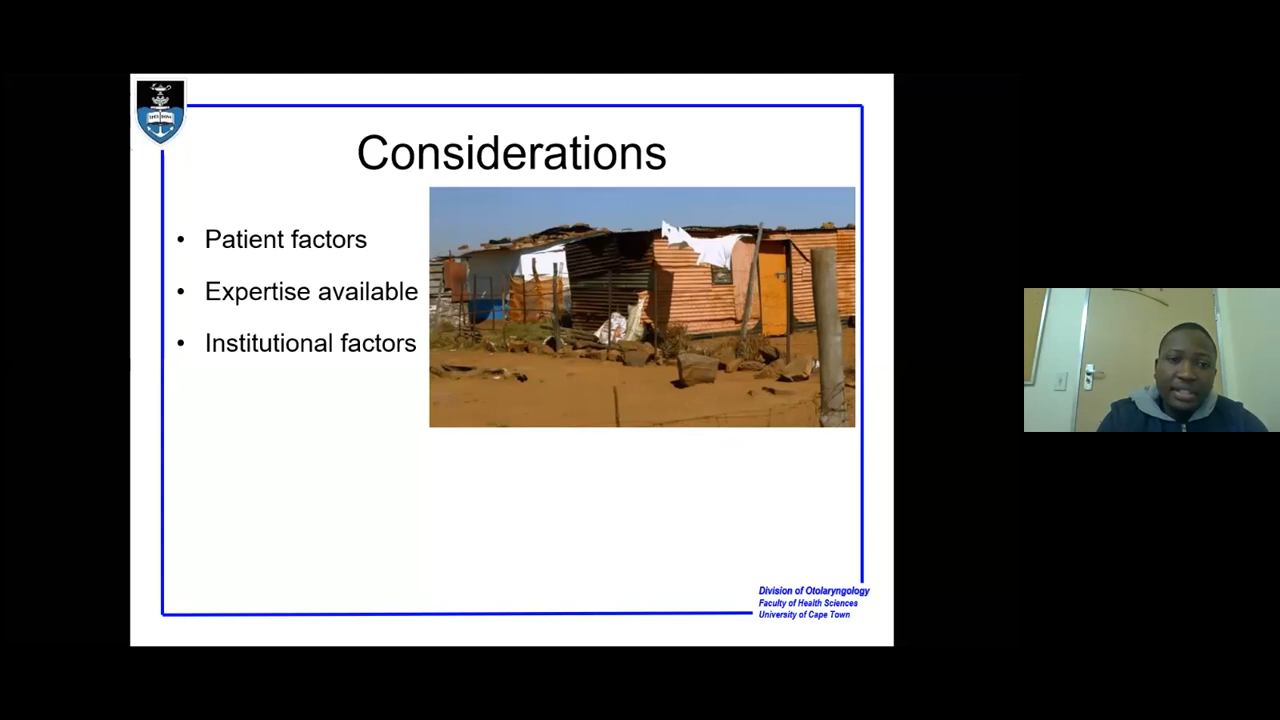 Considerations
• Patient factors
• Expertise available
• Institutional factors
Division of Otolaryngology
Faculty of Health Sciences
University of Cape Town